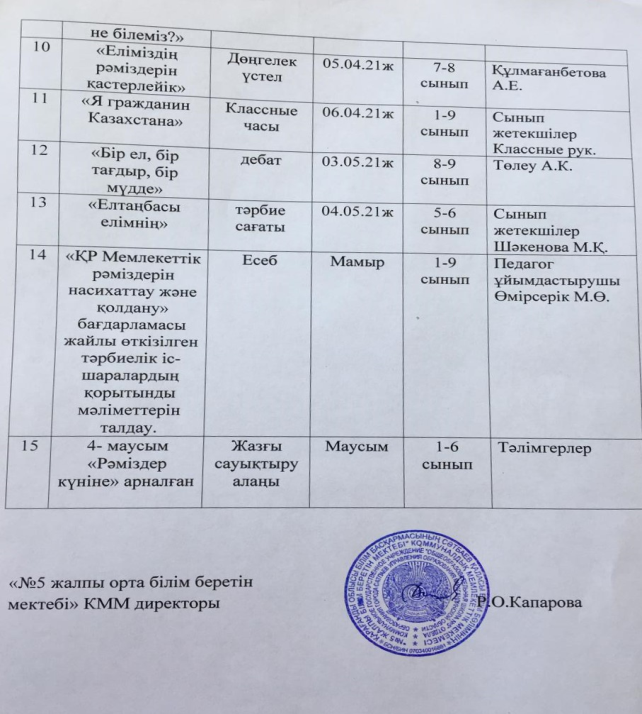 не білеміз?»
10 «Еліміздің рәміздерін қастерлейік» Дөңгелек үстел 05.04.21ж 7-8 сынып Құлмағанбетова А.Е.
11 «Я гражданин Казахстана» Классные часы 06.04.21ж 1-9 сынып Сынып жетекшілер Классные рук.
12 «Бір ел, бір тағдыр, бір мүдде» дебат 03.05.21ж 8-9 сынып Төлеу А.К.
13 «Елтаңбасы елімнің» тәрбие сағаты 04.05.21ж 5-6 сынып Сынып жетекшілер Шәкенова М.Қ.
14 «ҚР Мемлекеттік рәміздерін насихаттау және қолдану» бағдарламасы жайлы өткізілген тәрбиелік іс-шаралардың қорытынды мәліметтерін талдау. Есеб Мамыр 1-9 сынып Педагог ұйымдастырушы Өмірсерік М.Ө.
15 4- маусым «Рәміздер күніне» арналған Жазғы сауықтыру алаңы Маусым 1-6 сынып Тәлімгерлер
«№5 жалпы орта білім беретін
мектебі» КММ директоры
Р.О.Капарова